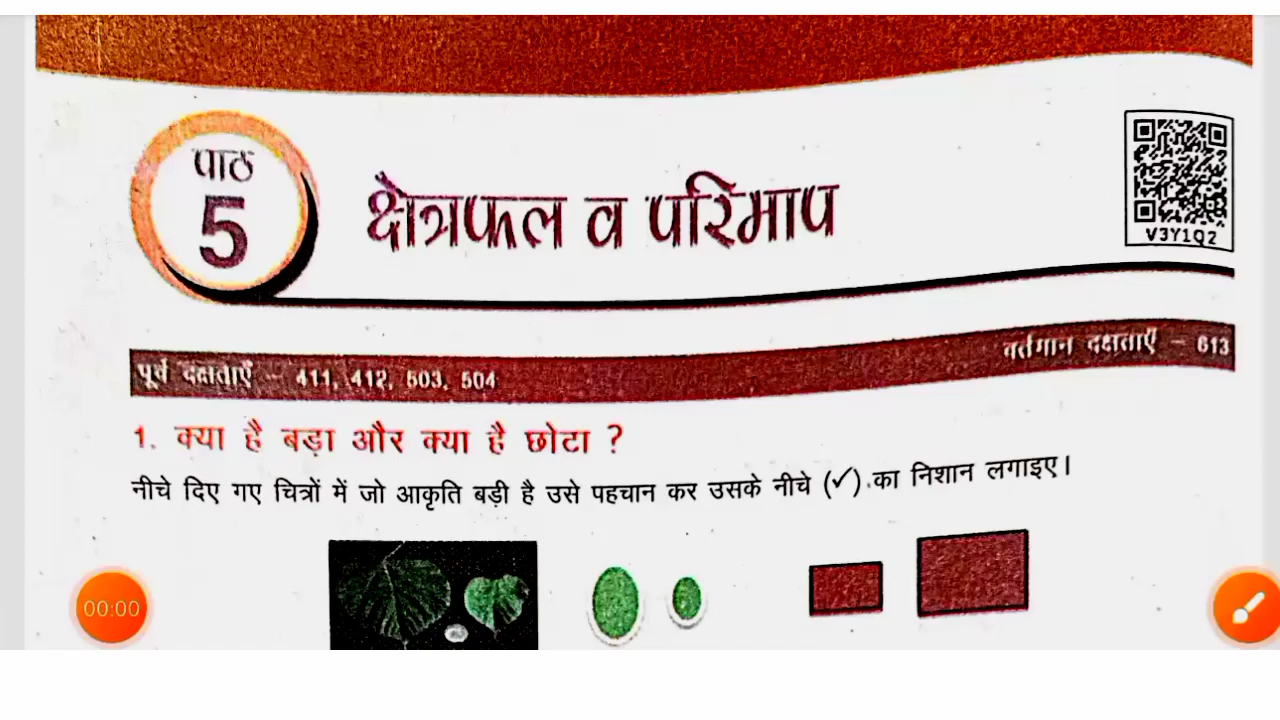 पाठ
5
क्षेत्रफल व परिमाप
V3Y1Q2
पूर्व दक्षताएँ – 411, 412, 503, 504
वर्तमान दक्षताएँ – 613
1. क्या है बड़ा और क्या है छोटा ?
नीचे दिए गए चित्रों में जो आकृति बड़ी है उसे पहचान कर उसके नीचे (✓) का निशान लगाइए।
00:00